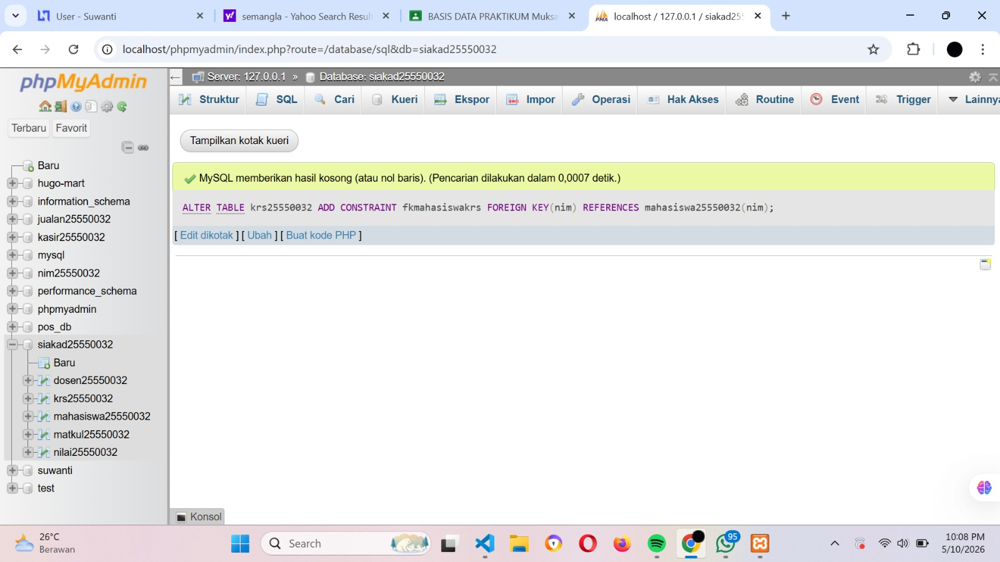 User - Suwanti
semangla - Yahoo Search Result
BASIS DATA PRAKTIKUM Muksa
localhost / 127.0.0.1 / siakad255
localhost/phpmyadmin/index.php?route=/database/sql&db=siakad25550032
phpMyAdmin
Server: 127.0.0.1 » Database: siakad25550032
Struktur SQL Cari Kueri Ekspor Impor Operasi Hak Akses Routine Event Trigger Lainnya
Terbaru Favorit
Tampilkan kotak kueri
MySQL memberikan hasil kosong (atau nol baris). (Pencarian dilakukan dalam 0,0007 detik.)
ALTER TABLE krs25550032 ADD CONSTRAINT fkmahasiswakrs FOREIGN KEY(nim) REFERENCES mahasiswa25550032(nim);
[ Edit dikotak ] [ Ubah ] [ Buat kode PHP ]
Baru
hugo-mart
information_schema
jualan25550032
kasir25550032
mysql
nim25550032
performance_schema
phpmyadmin
pos_db
siakad25550032
Baru
dosen25550032
krs25550032
mahasiswa25550032
matkul25550032
nilai25550032
suwanti
test
Konsol
26°C
Berawan
Search
95
10:08 PM
5/10/2026